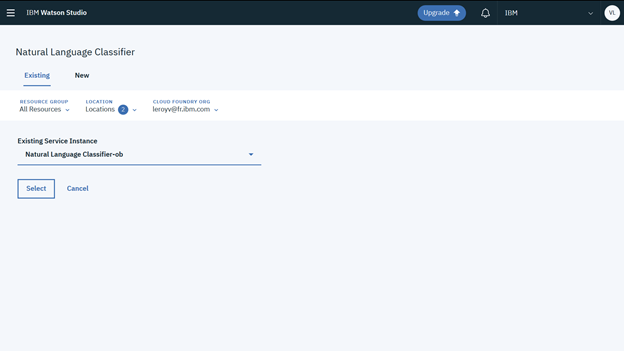 IBM Watson Studio
Upgrade
IBM
VL
Natural Language Classifier
Existing New
RESOURCE GROUP LOCATION CLOUD FOUNDRY ORG
All Resources Locations 2 leroyv@fr.ibm.com
Existing Service Instance
Natural Language Classifier-ob
Select Cancel